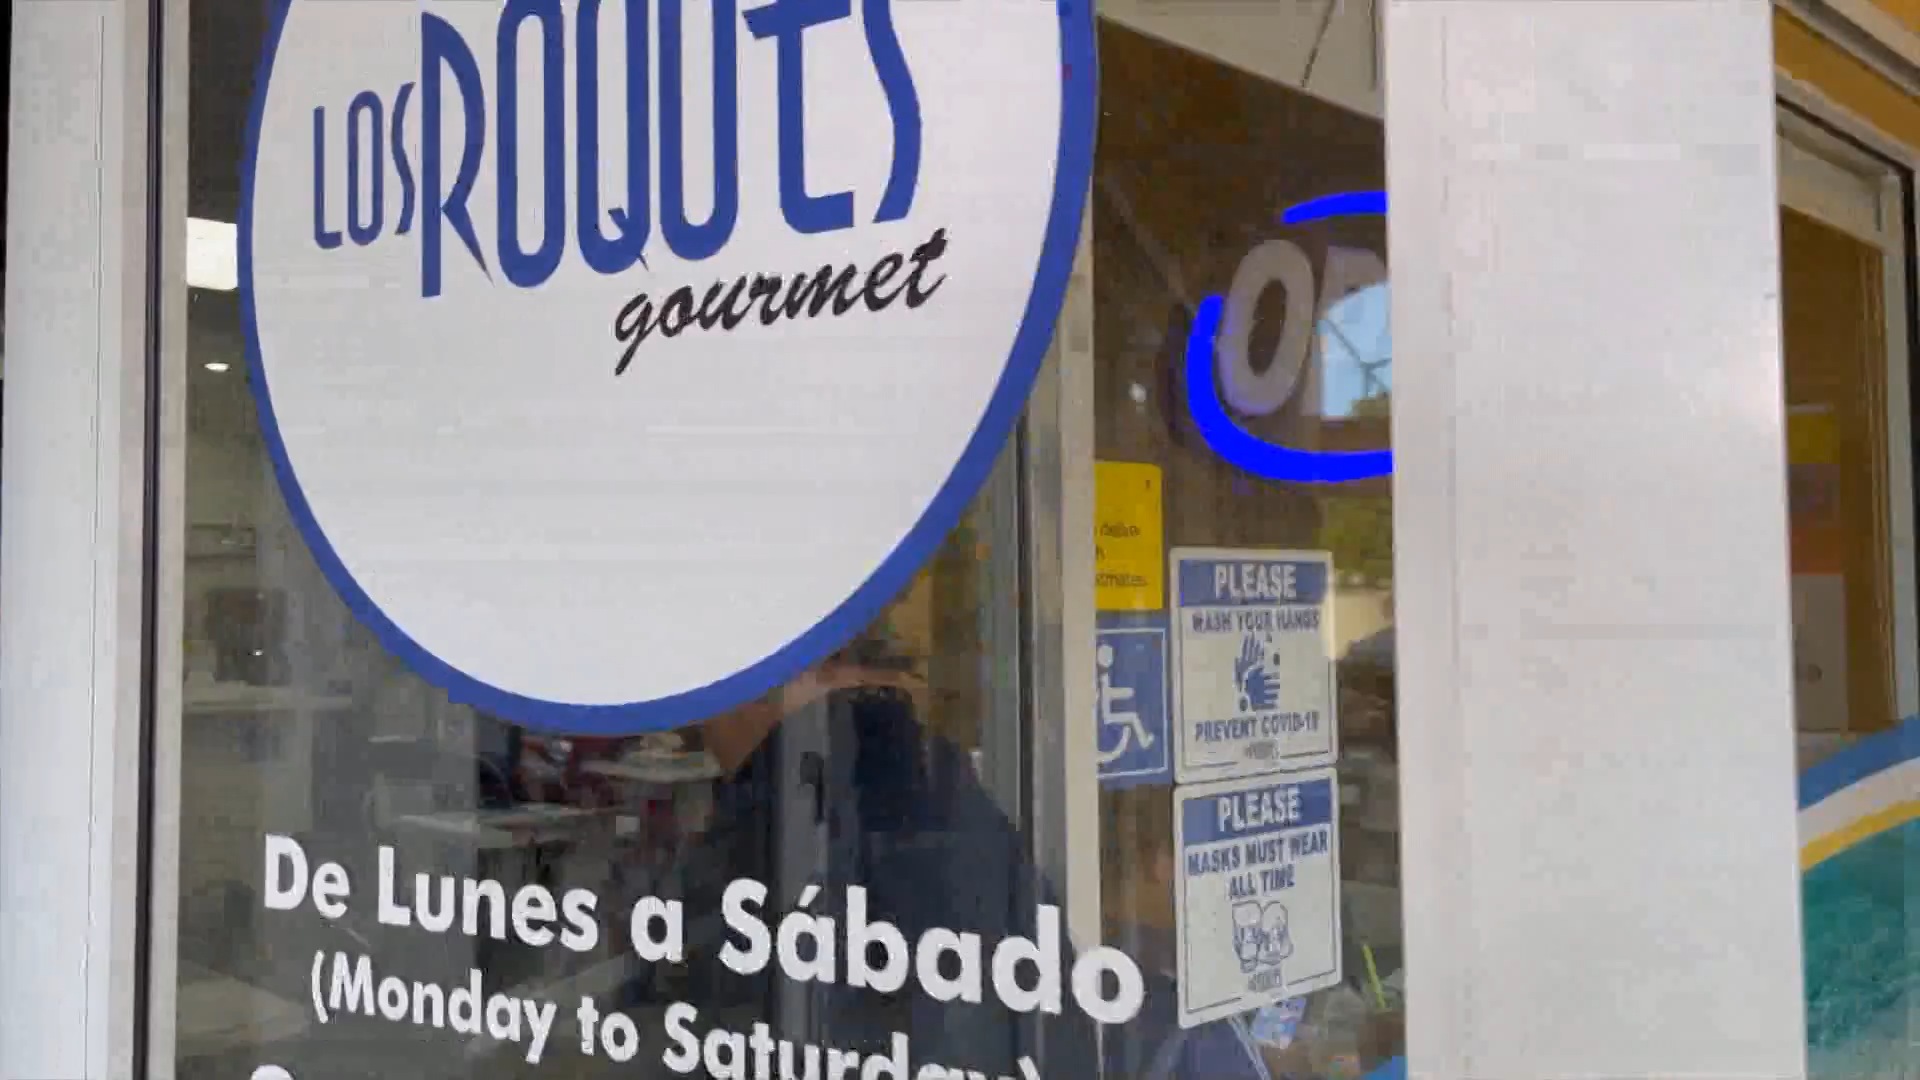 LOS ROQUES
gourmet
De Lunes a Sábado
(Monday to Saturday)
PLEASE
WASH YOUR HANDS
PREVENT COVID-19
PLEASE
MASKS MUST WEAR
ALL TIME